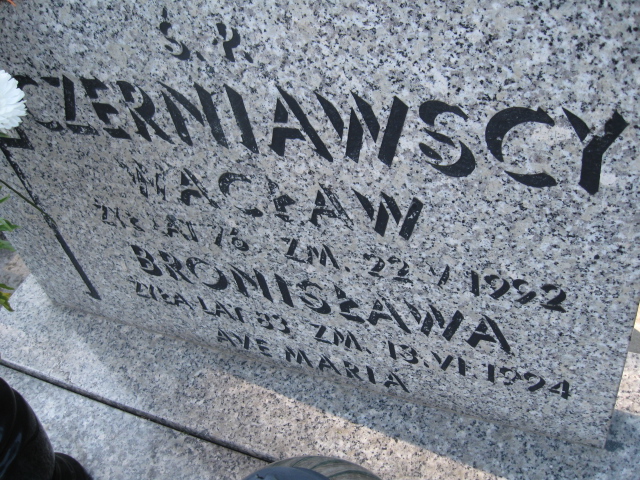 Ś. P.
CZERNIAWSCY
WACŁAW
ŻYŁ LAT 76 ZM. 22 V 1992
BRONISŁAWA
ŻYŁA LAT 83 ZM. 13.VI.1994
AVE MARIA